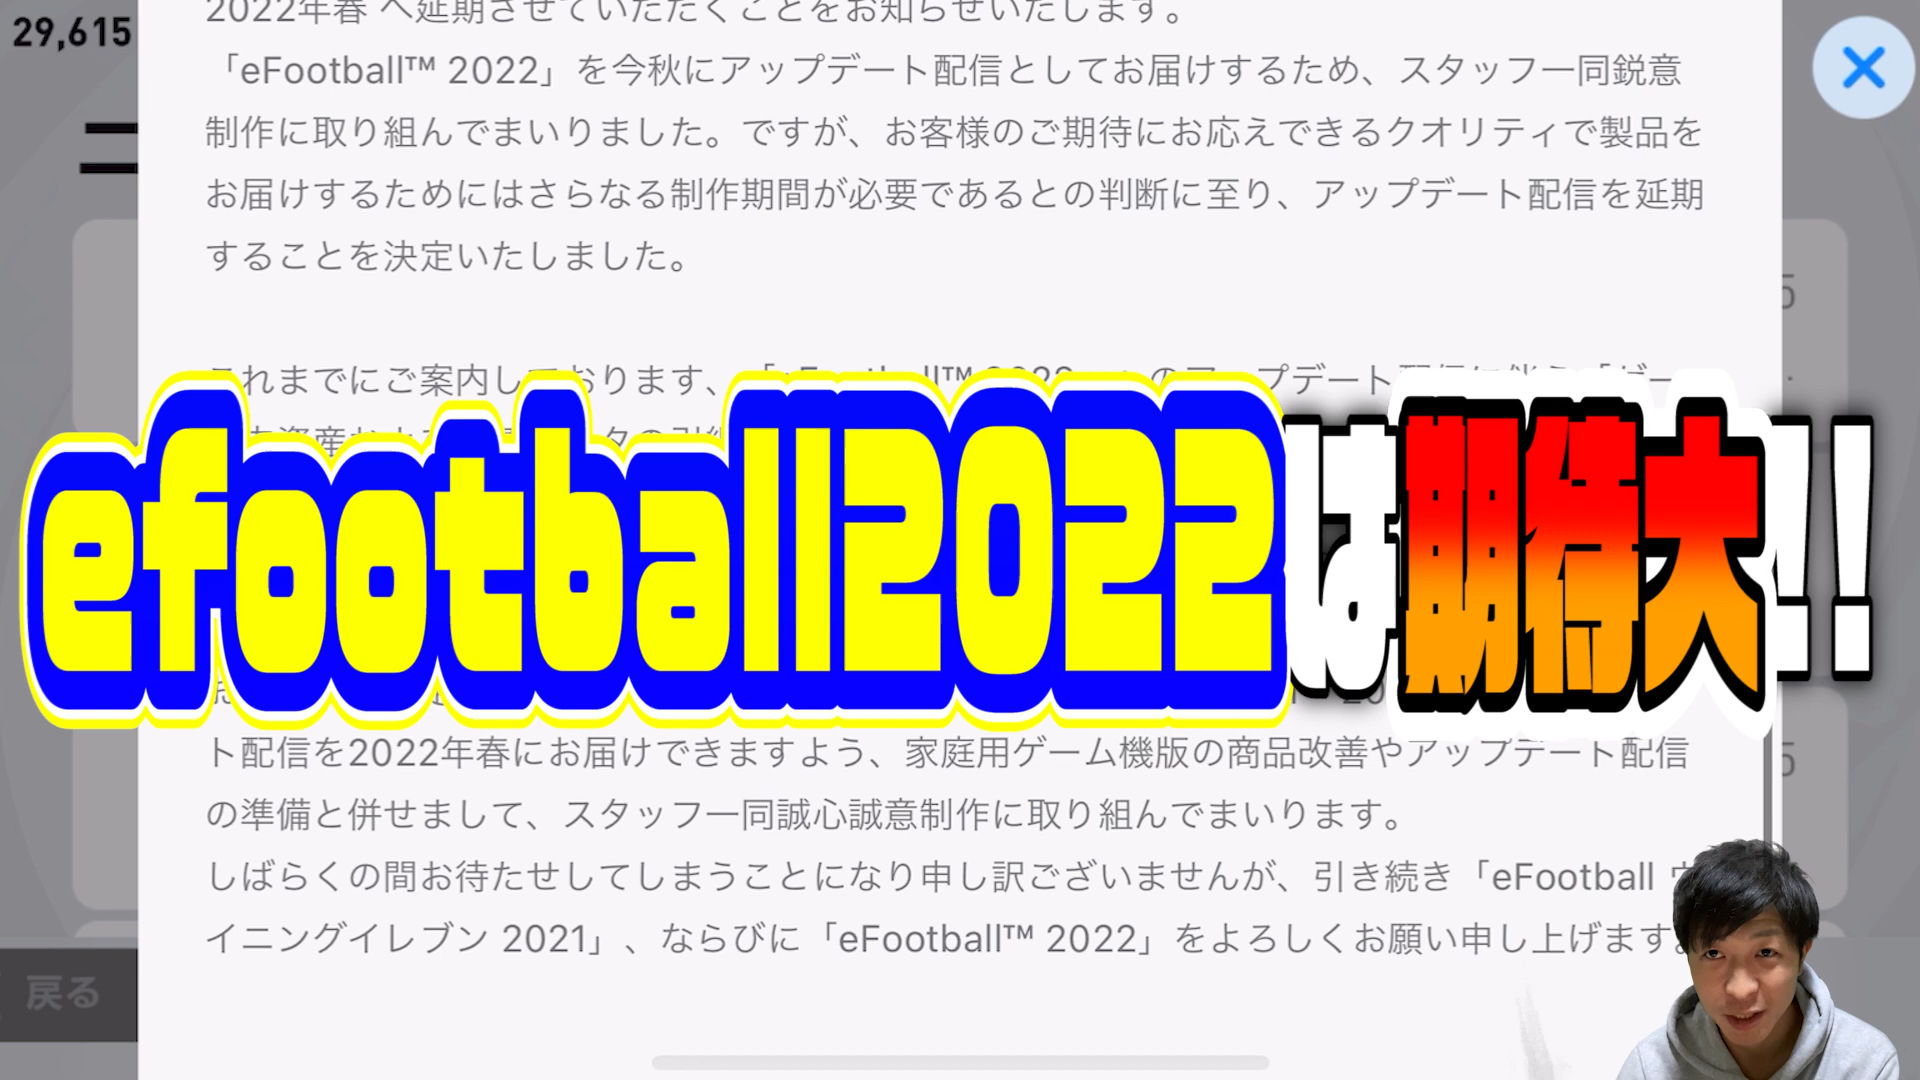 29,615
2022年春 へ延期させていただくことをお知らせいたします。
「eFootball™ 2022」を今秋にアップデート配信としてお届けするため、スタッフ一同鋭意
制作に取り組んでまいりました。ですが、お客様のご期待にお応えできるクオリティで製品を
お届けするためにはさらなる制作期間が必要であるとの判断に至り、アップデート配信を延期
することを決定いたしました。
これまでにご案内しております、
efootball2022は期待大!!
ト配信を2022年春にお届けできますよう、家庭用ゲーム機版の商品改善やアップデート配信
の準備と併せまして、スタッフ一同誠心誠意制作に取り組んでまいります。
しばらくの間お待たせしてしまうことになり申し訳ございませんが、引き続き「eFootball ウ
イニングイレブン 2021」、ならびに「eFootball™ 2022」をよろしくお願い申し上げます。
戻る